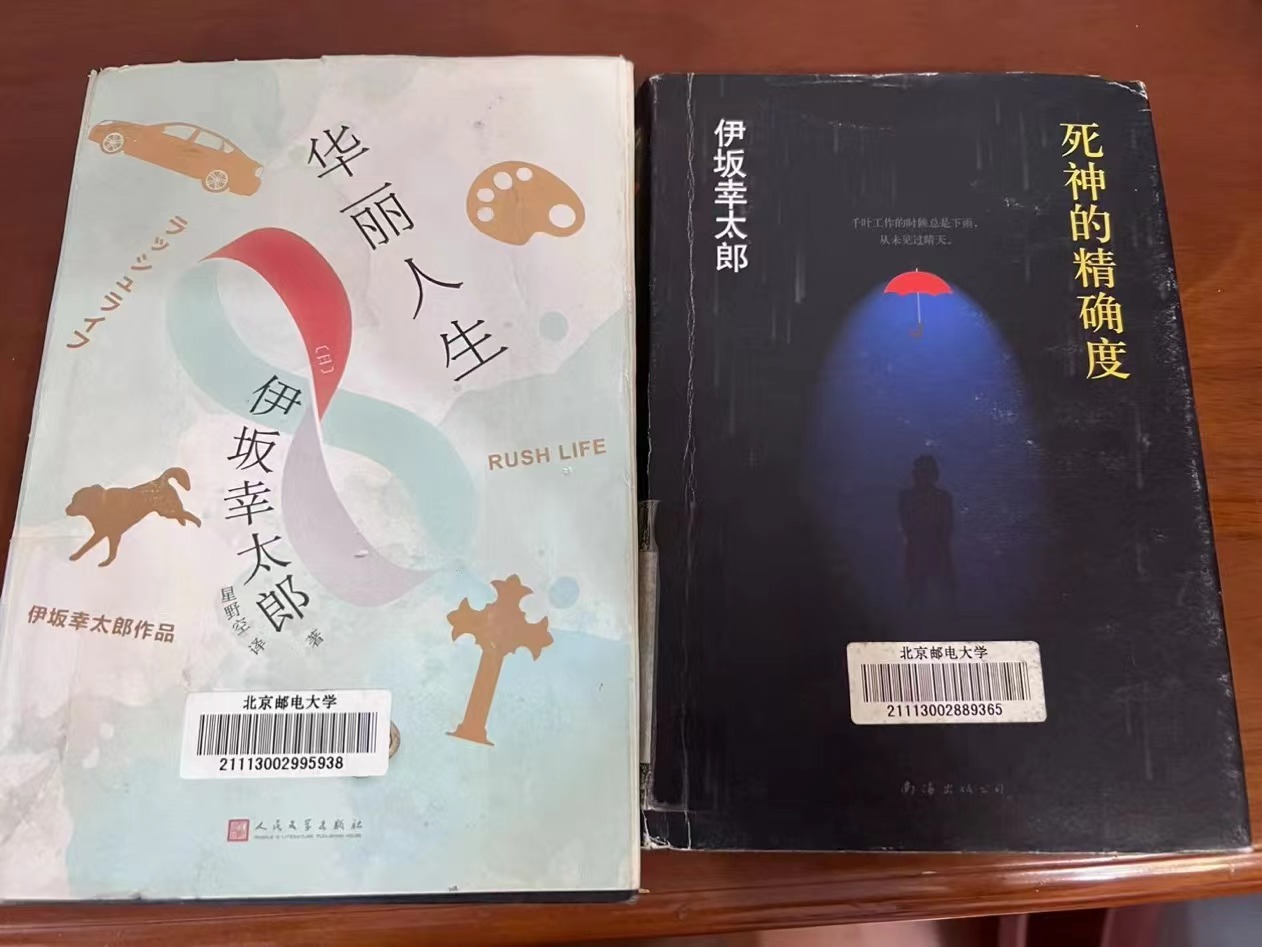 华丽人生
ラッシュライフ
[日]
伊坂幸太郎
著
星野空
译
RUSH LIFE
伊坂幸太郎作品
北京邮电大学
21113002995938
人民文学出版社
PEOPLE'S LITERATURE PUBLISHING HOUSE
伊坂幸太郎
死神的精确度
千叶工作的时候总是下雨，
从未见过晴天。
北京邮电大学
21113002889365
南海出版公司